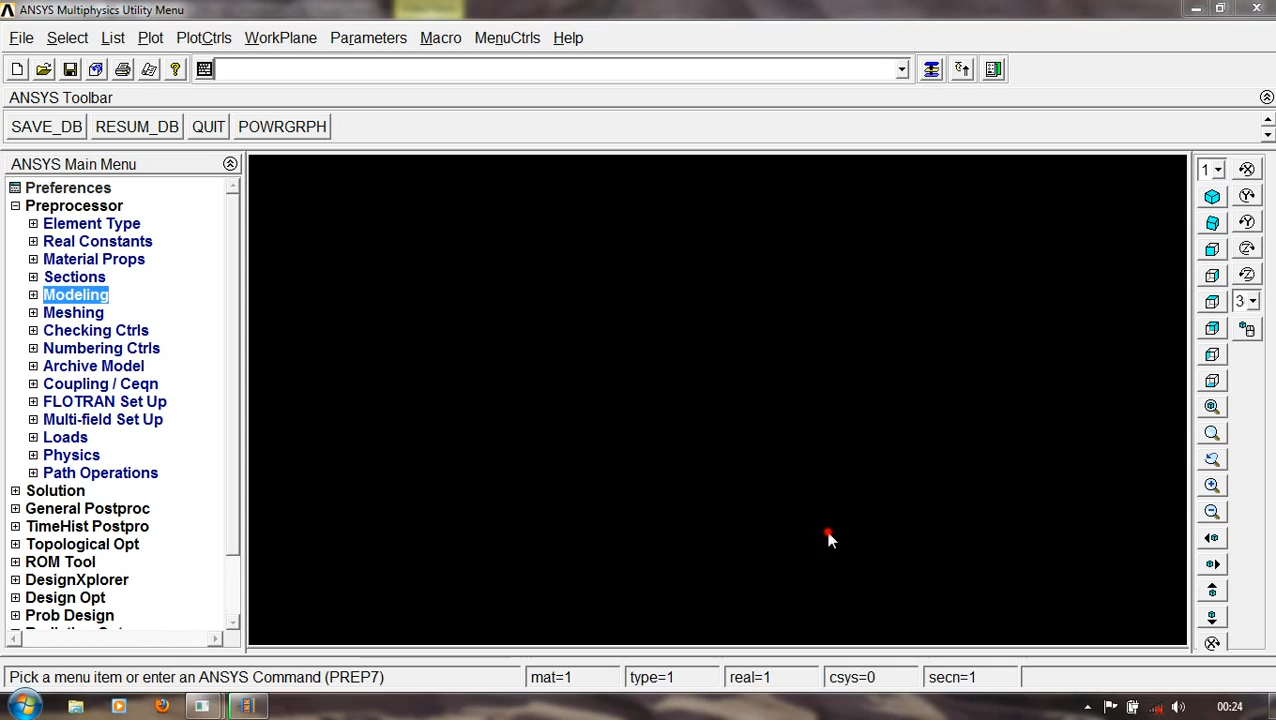 ANSYS Multiphysics Utility Menu
File Select List Plot PlotCtrls WorkPlane Parameters Macro MenuCtrls Help
ANSYS Toolbar
SAVE_DB RESUM_DB QUIT POWRGRPH
ANSYS Main Menu
Preferences
Preprocessor
Element Type
Real Constants
Material Props
Sections
Modeling
Meshing
Checking Ctrls
Numbering Ctrls
Archive Model
Coupling / Ceqn
FLOTRAN Set Up
Multi-field Set Up
Loads
Physics
Path Operations
Solution
General Postproc
TimeHist Postpro
Topological Opt
ROM Tool
DesignXplorer
Design Opt
Prob Design
1
3
Pick a menu item or enter an ANSYS Command (PREP7) mat=1 type=1 real=1 csys=0 secn=1
00:24